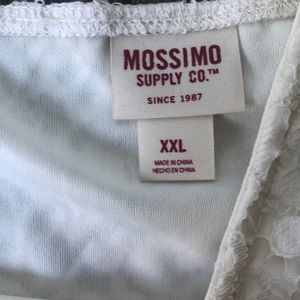 MOSSIMO
SUPPLY CO.™
SINCE 1987
XXL
MADE IN CHINA
HECHO EN CHINA